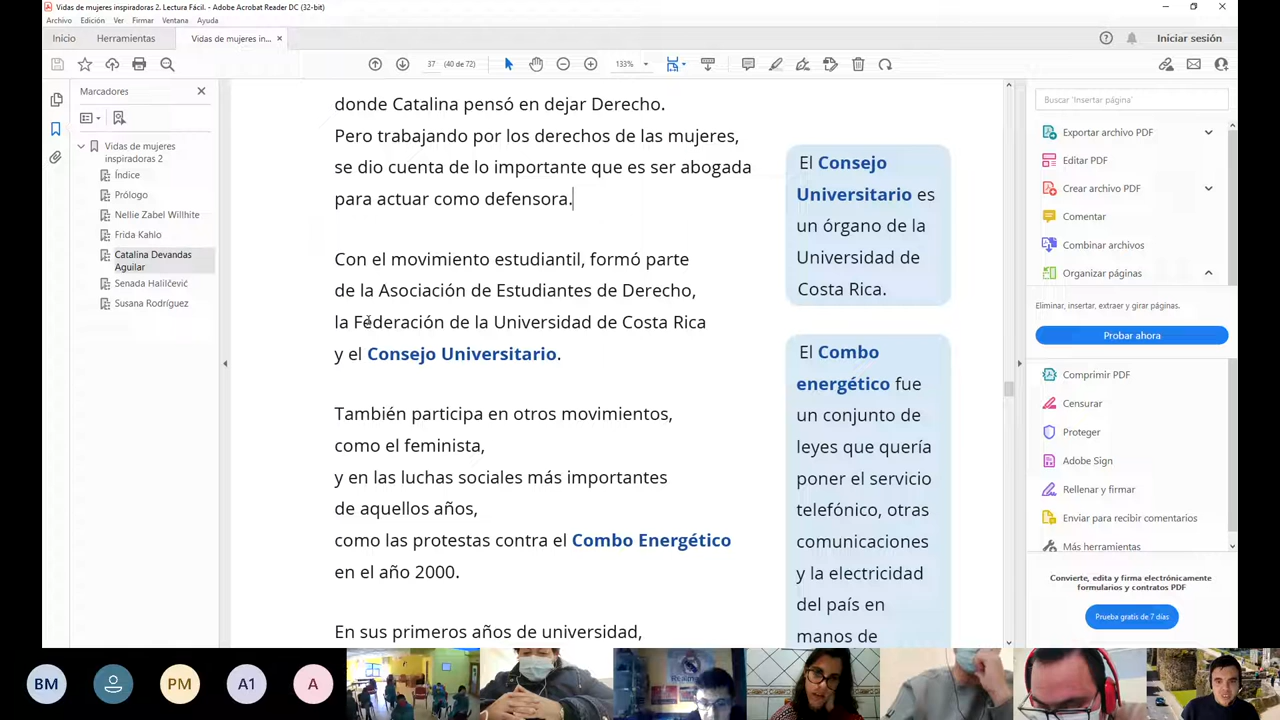 Vidas de mujeres inspiradoras 2. Lectura Fácil. - Adobe Acrobat Reader DC (32-bit)
Archivo Edición Ver Firmar Ventana Ayuda
Inicio Herramientas Vidas de mujeres in... × Iniciar sesión
37 (40 de 72) 133%
Marcadores
Vidas de mujeres inspiradoras 2
Índice
Prólogo
Nellie Zabel Willhite
Frida Kahlo
Catalina Devandas Aguilar
Senada Halilčević
Susana Rodríguez
donde Catalina pensó en dejar Derecho.
Pero trabajando por los derechos de las mujeres,
se dio cuenta de lo importante que es ser abogada
para actuar como defensora.
Con el movimiento estudiantil, formó parte
de la Asociación de Estudiantes de Derecho,
la Federación de la Universidad de Costa Rica
y el Consejo Universitario.
También participa en otros movimientos,
como el feminista,
y en las luchas sociales más importantes
de aquellos años,
como las protestas contra el Combo Energético
en el año 2000.
En sus primeros años de universidad,
El Consejo
Universitario es
un órgano de la
Universidad de
Costa Rica.
El Combo
energético fue
un conjunto de
leyes que quería
poner el servicio
telefónico, otras
comunicaciones
y la electricidad
del país en
manos de
Buscar 'Insertar página'
Exportar archivo PDF
Editar PDF
Crear archivo PDF
Comentar
Combinar archivos
Organizar páginas
Eliminar, insertar, extraer y girar páginas.
Probar ahora
Comprimir PDF
Censurar
Proteger
Adobe Sign
Rellenar y firmar
Enviar para recibir comentarios
Más herramientas
Convierte, edita y firma electrónicamente
formularios y contratos PDF
Prueba gratis de 7 días
BM PM A1 A